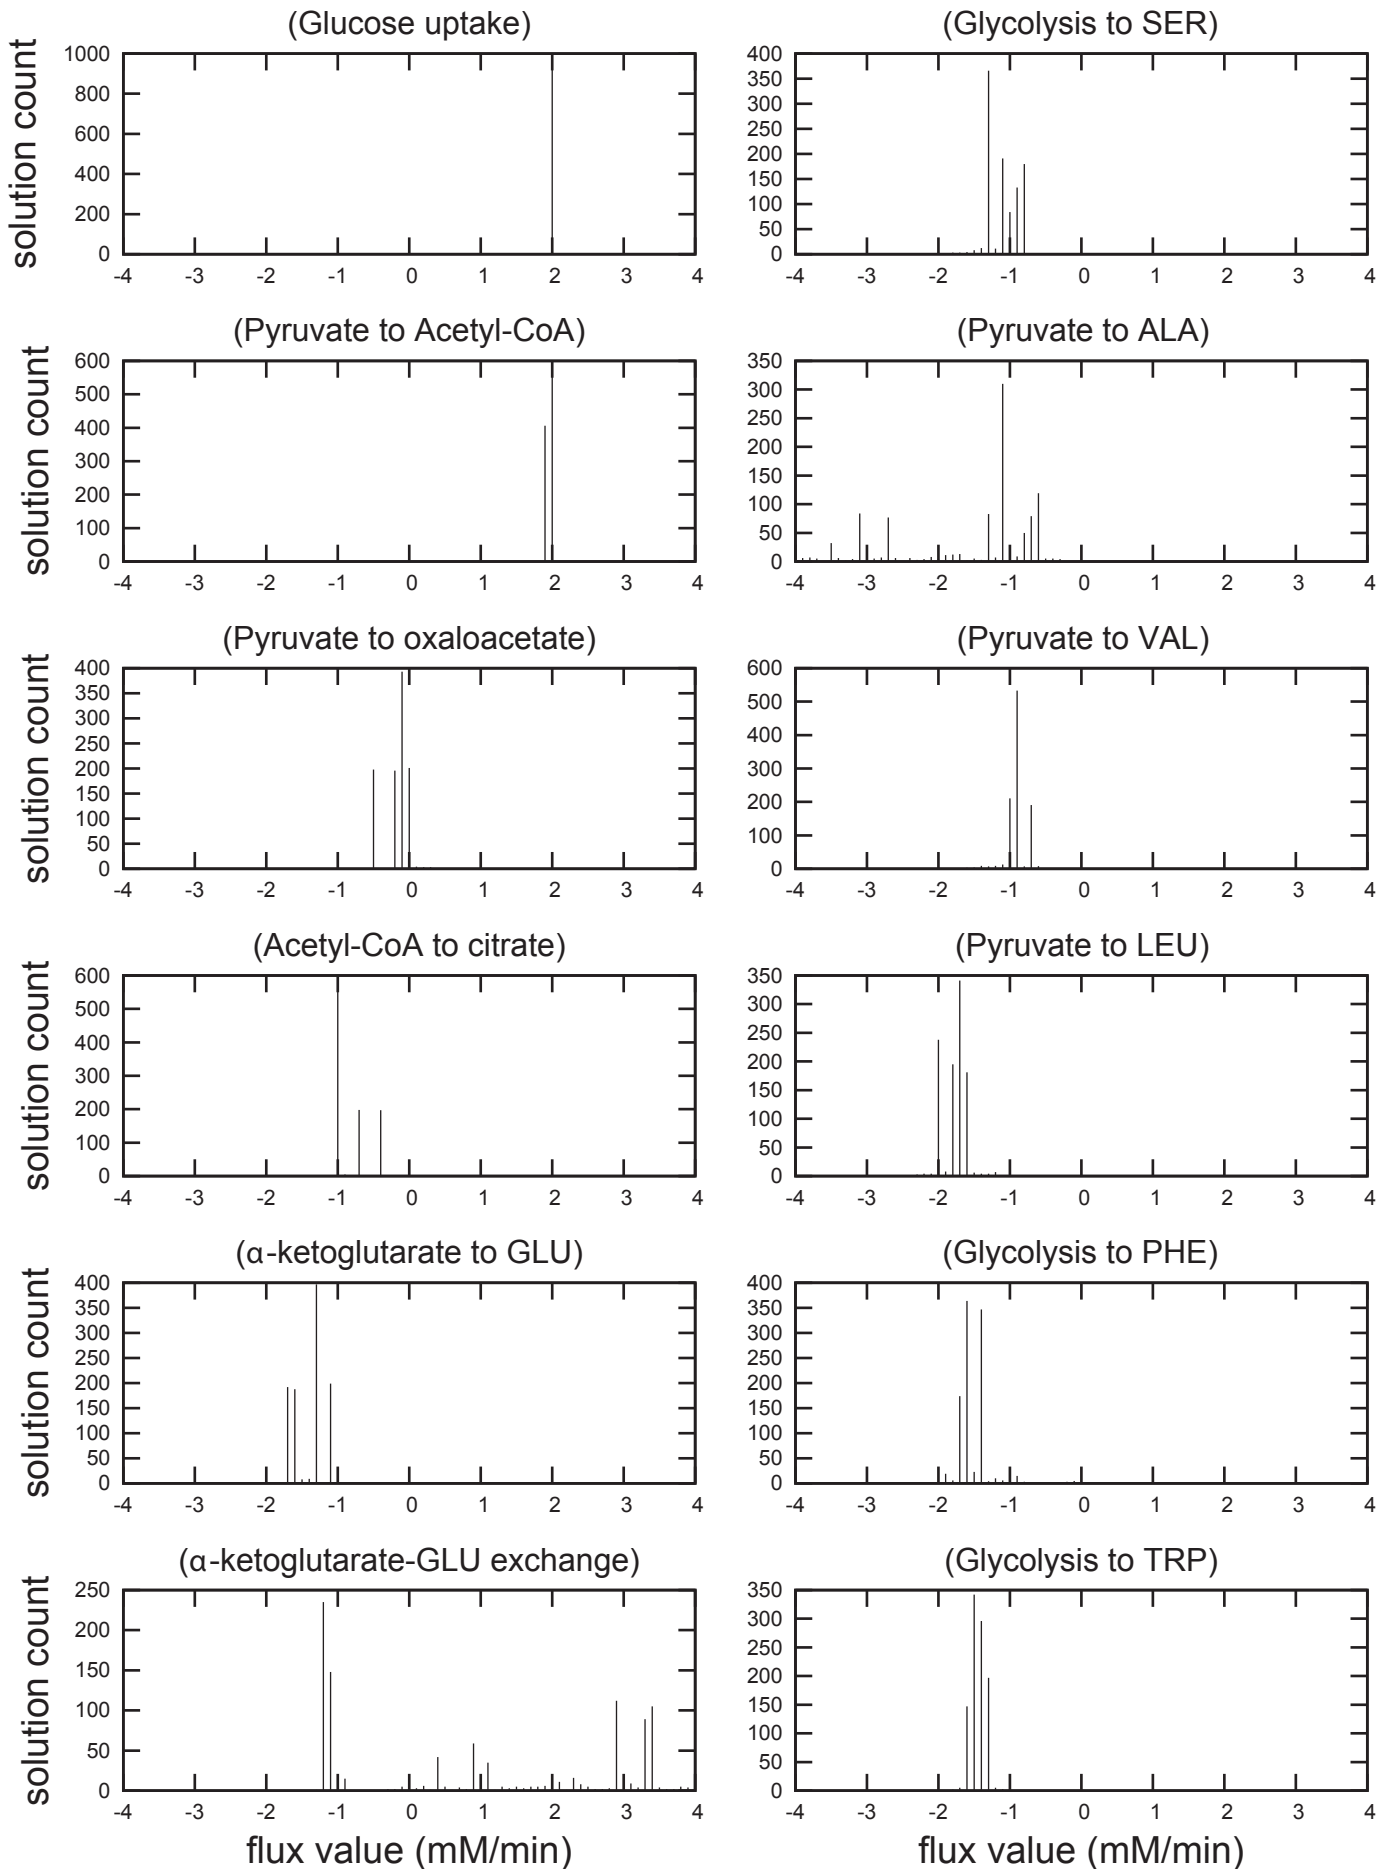 (Glucose uptake)
solution count
1000
800
600
400
200
0
-4 -3 -2 -1 0 1 2 3 4
(Glycolysis to SER)
400
350
300
250
200
150
100
50
0
-4 -3 -2 -1 0 1 2 3 4
(Pyruvate to Acetyl-CoA)
solution count
600
500
400
300
200
100
0
-4 -3 -2 -1 0 1 2 3 4
(Pyruvate to ALA)
350
300
250
200
150
100
50
0
-4 -3 -2 -1 0 1 2 3 4
(Pyruvate to oxaloacetate)
solution count
400
350
300
250
200
150
100
50
0
-4 -3 -2 -1 0 1 2 3 4
(Pyruvate to VAL)
600
500
400
300
200
100
0
-4 -3 -2 -1 0 1 2 3 4
(Acetyl-CoA to citrate)
solution count
600
500
400
300
200
100
0
-4 -3 -2 -1 0 1 2 3 4
(Pyruvate to LEU)
350
300
250
200
150
100
50
0
-4 -3 -2 -1 0 1 2 3 4
(α-ketoglutarate to GLU)
solution count
400
350
300
250
200
150
100
50
0
-4 -3 -2 -1 0 1 2 3 4
(Glycolysis to PHE)
400
350
300
250
200
150
100
50
0
-4 -3 -2 -1 0 1 2 3 4
(α-ketoglutarate-GLU exchange)
solution count
250
200
150
100
50
0
-4 -3 -2 -1 0 1 2 3 4
flux value (mM/min)
(Glycolysis to TRP)
350
300
250
200
150
100
50
0
-4 -3 -2 -1 0 1 2 3 4
flux value (mM/min)